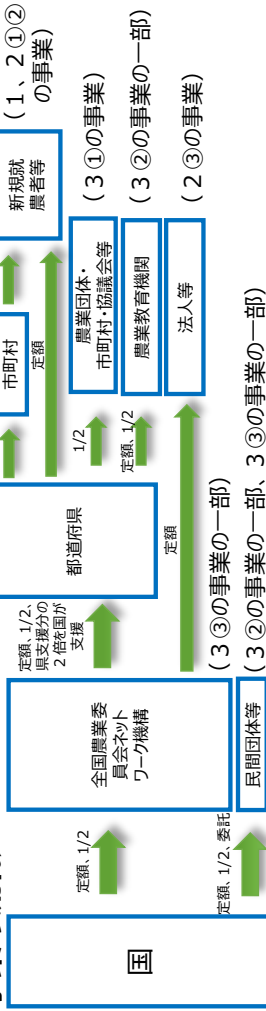 国
定額、1/2
定額、1/2、委託
全国農業委
員会ネット
ワーク機構
(３③の事業の一部)
民間団体等
(３②の事業の一部、３③の事業の一部)
定額、1/2、
県支援分の
２倍を国が
支援
定額
都道府県
1/2
定額、1/2
市町村
定額
新規就
農者等
(１、２①②
の事業)
農業団体・
市町村・協議会等
(３①の事業)
農業教育機関
(３②の事業の一部)
法人等
(２③の事業)